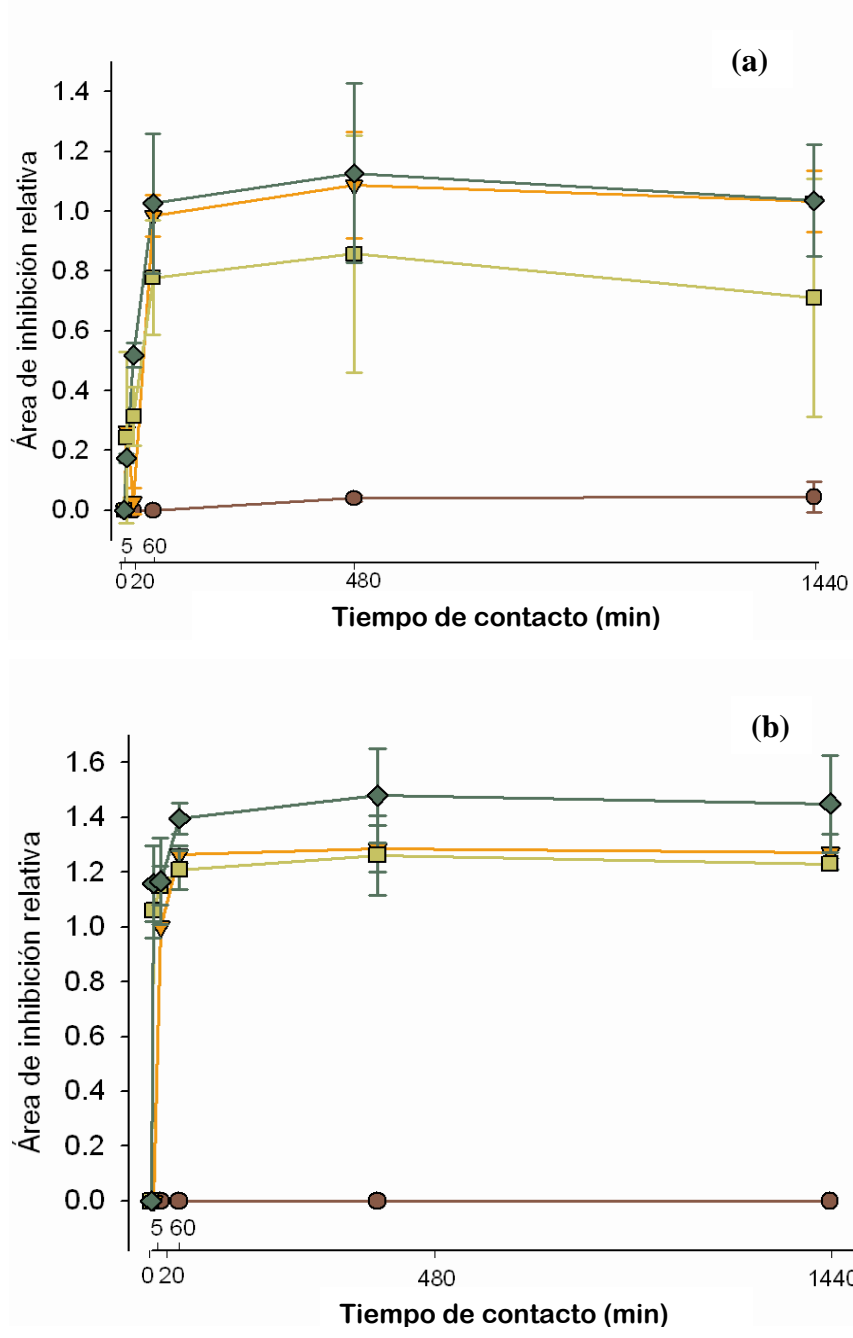 (a)
1.4
1.2
1.0
0.8
0.6
0.4
0.2
0.0
Área de inhibición relativa
5 60
0 20 480 1440
Tiempo de contacto (min)
(b)
1.6
1.4
1.2
1.0
0.8
0.6
0.4
0.2
0.0
Área de inhibición relativa
5 60
0 20 480 1440
Tiempo de contacto (min)